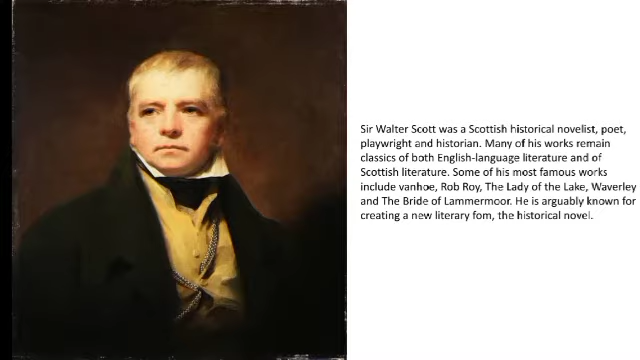 Sir Walter Scott was a Scottish historical novelist, poet,
playwright and historian. Many of his works remain
classics of both English-language literature and of
Scottish literature. Some of his most famous works
include vanhoe, Rob Roy, The Lady of the Lake, Waverley
and The Bride of Lammermoor. He is arguably known for
creating a new literary fom, the historical novel.